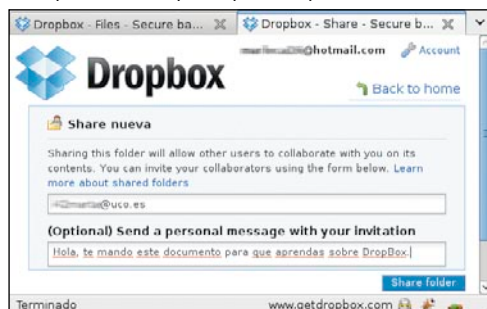 Dropbox - Files - Secure ba... Dropbox - Share - Secure b...
@hotmail.com Account
Dropbox
Back to home
Share nueva
Sharing this folder will allow other users to collaborate with you on its
contents. You can invite your collaborators using the form below. Learn
more about shared folders
@uco.es
(Optional) Send a personal message with your invitation
Hola, te mando este documento para que aprendas sobre DropBox.
Share folder
Terminado www.getdropbox.com